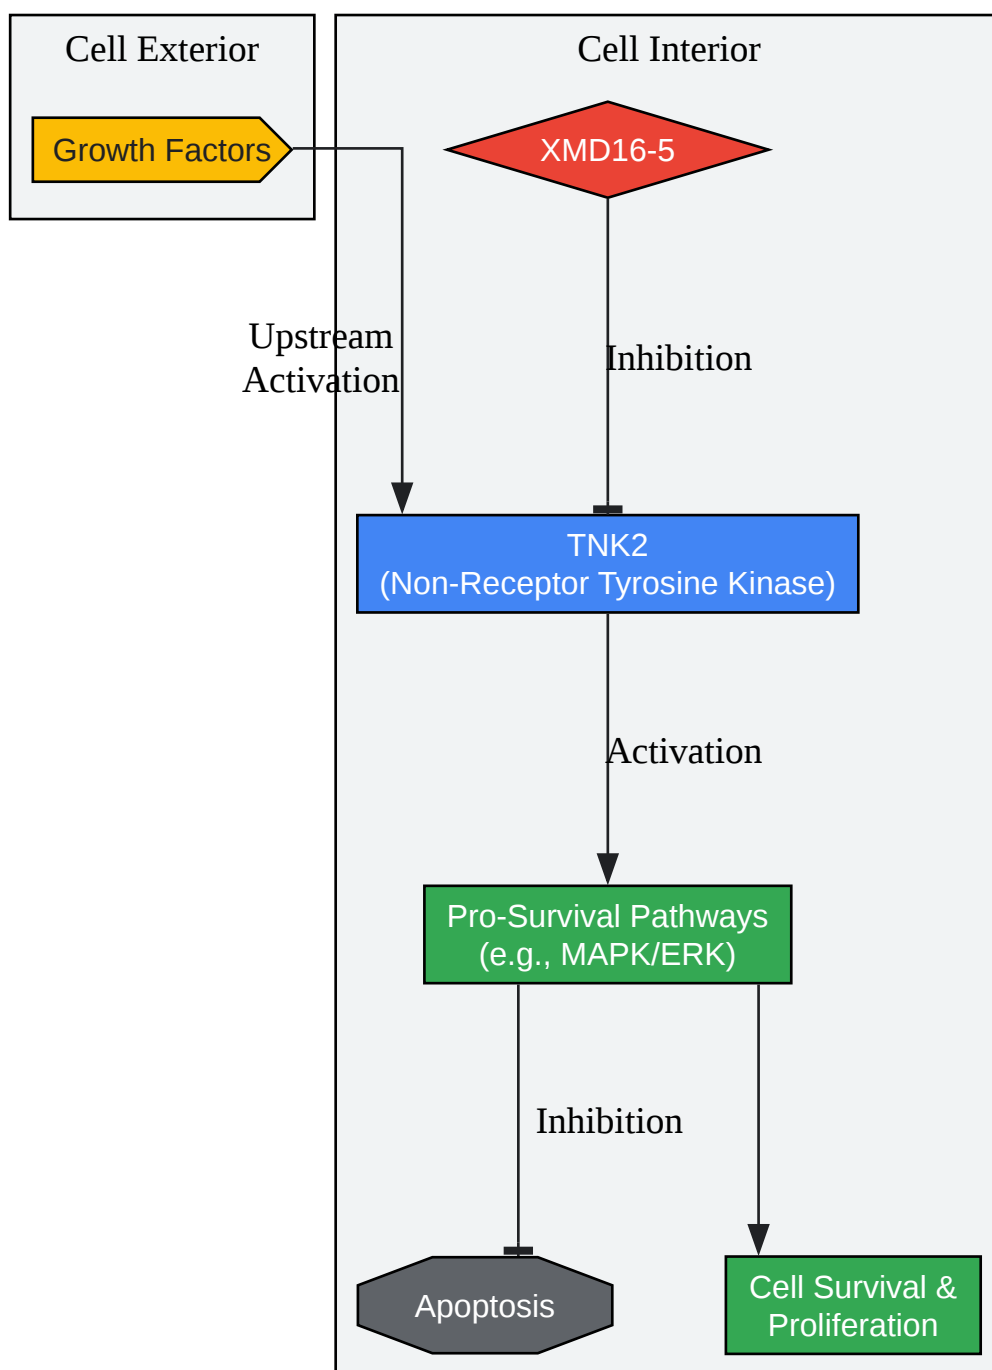 Cell Exterior
Cell Interior
Growth Factors
XMD16-5
Upstream
Activation
Inhibition
TNK2
(Non-Receptor Tyrosine Kinase)
Activation
Pro-Survival Pathways
(e.g., MAPK/ERK)
Inhibition
Apoptosis
Cell Survival &
Proliferation